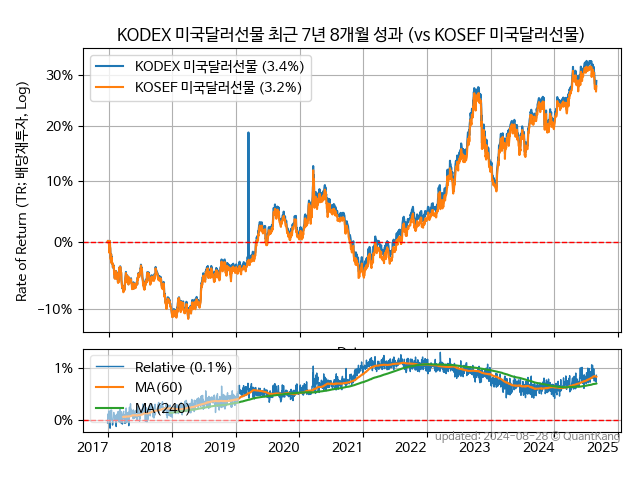 KODEX 미국달러선물 최근 7년 8개월 성과 (vs KOSEF 미국달러선물)
KODEX 미국달러선물 (3.4%)
KOSEF 미국달러선물 (3.2%)
30%
20%
10%
0%
−10%
Rate of Return (TR: 배당재투자, Log)
Relative (0.1%)
MA(60)
MA(240)
1%
0%
2017 2018 2019 2020 2021 2022 2023 2024 2025
updated: 2024-08-28 © QuantKang